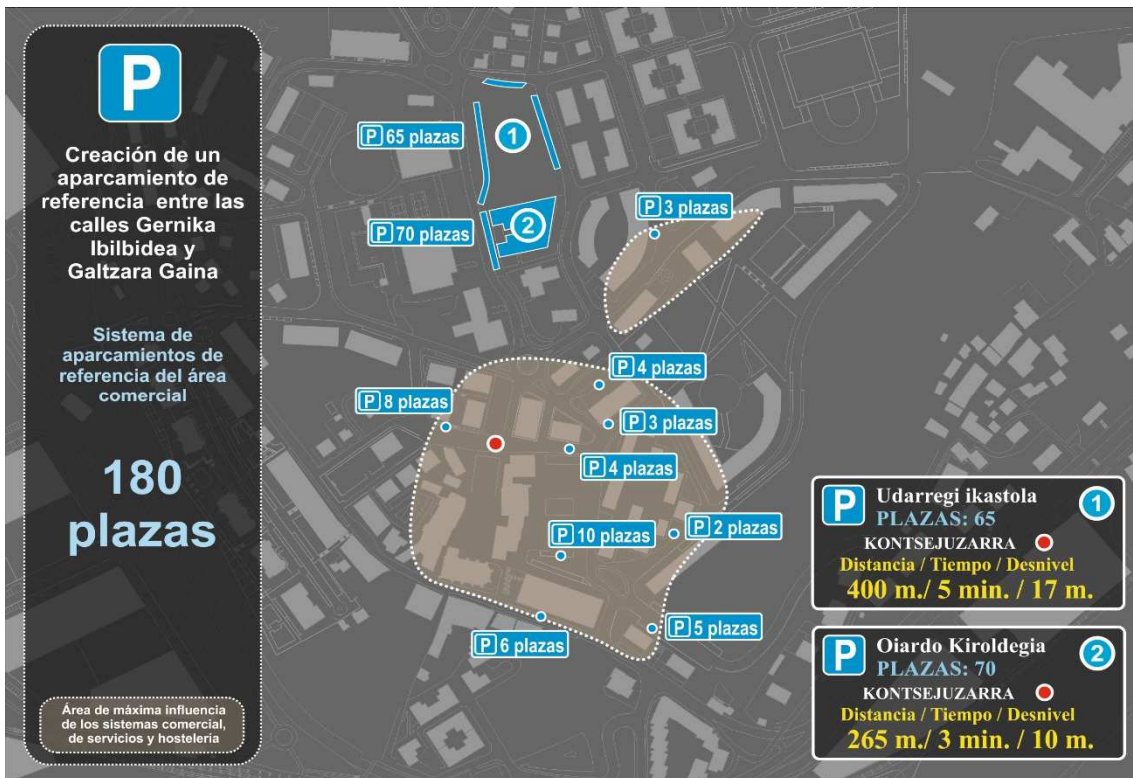 P
Creación de un
aparcamiento de
referencia entre las
calles Gernika
Ibilbidea y
Galtzara Gaina
Sistema de
aparcamientos de
referencia del área
comercial
180
plazas
Área de máxima influencia
de los sistemas comercial,
de servicios y hostelería
P 65 plazas
1
P 70 plazas
2
P 3 plazas
P 4 plazas
P 8 plazas
P 3 plazas
P 4 plazas
P 10 plazas
P 2 plazas
P 6 plazas
P 5 plazas
P Udarregi ikastola 1
PLAZAS: 65
KONTSEJUZARRA
Distancia / Tiempo / Desnivel
400 m./ 5 min. / 17 m.
P Oiardo Kiroldegia 2
PLAZAS: 70
KONTSEJUZARRA
Distancia / Tiempo / Desnivel
265 m./ 3 min. / 10 m.